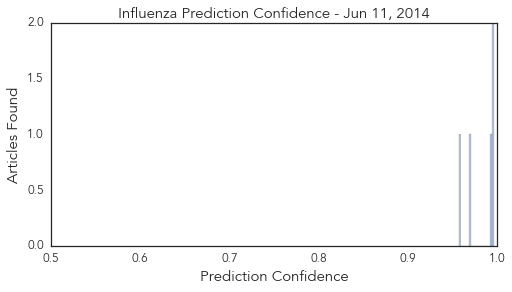 Influenza Prediction Confidence - Jun 11, 2014
2.0
1.5
1.0
0.5
0.0
Articles Found
0.5 0.6 0.7 0.8 0.9 1.0
Prediction Confidence